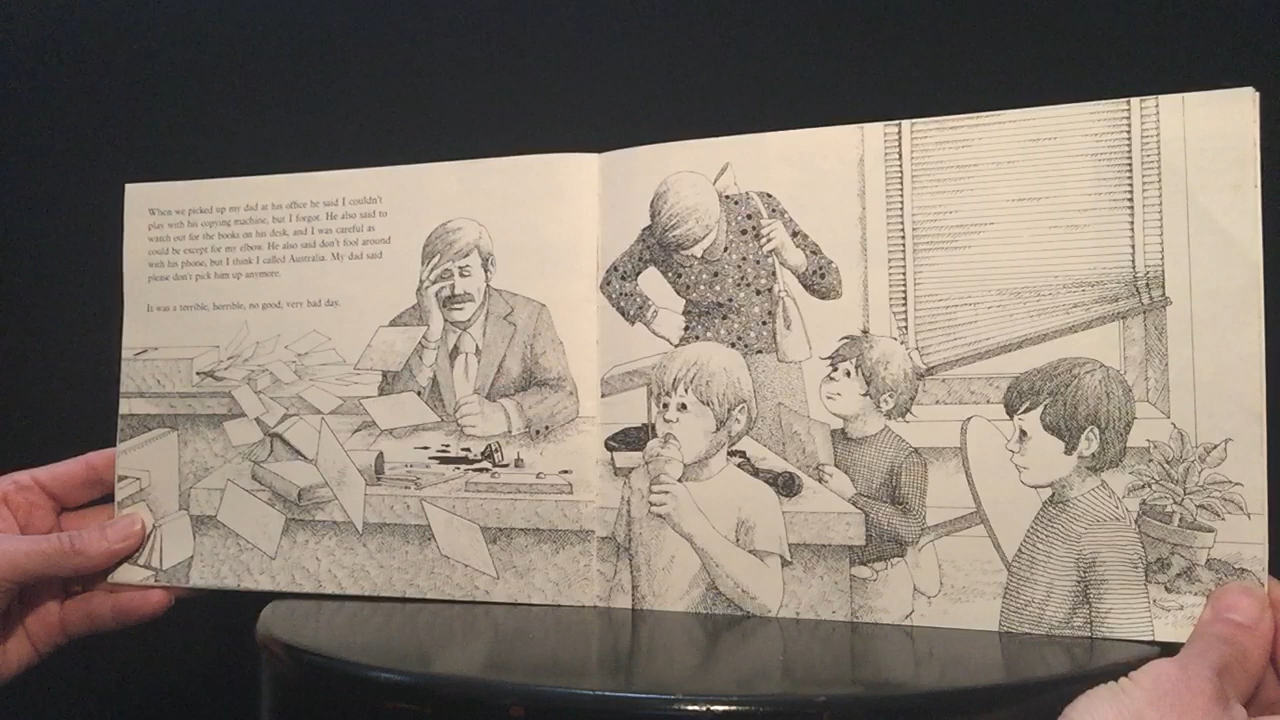 When we picked up my dad at his office he said I couldn't
play with his copying machine, but I forgot. He also said to
watch out for the books on his desk, and I was careful as
could be except for my elbow. He also said don't fool around
with his phone, but I think I called Australia. My dad said
please don't pick him up anymore.
It was a terrible, horrible, no good, very bad day.